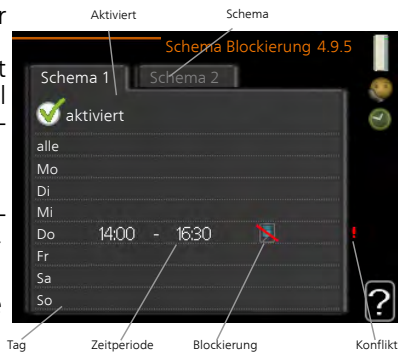 Aktiviert Schema
r
Schema Blockierung 4.9.5
t
Schema 1 Schema 2
l
aktiviert
–
alle
Mo
Di
Mi
–
Do 14:00 - 16:30 !
Fr
Sa
So
?
Tag Zeitperiode Blockierung Konflikt